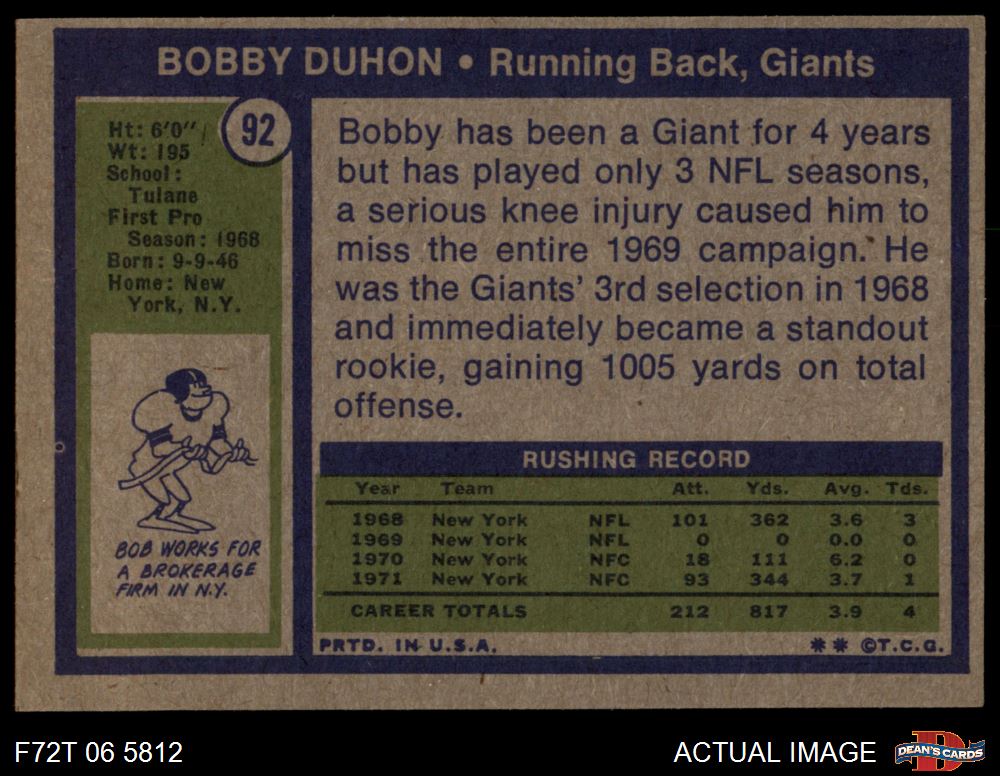 BOBBY DUHON • Running Back, Giants
92
Ht: 6'0"
Wt: 195
School:
Tulane
First Pro
Season: 1968
Born: 9-9-46
Home: New
York, N.Y.
BOB WORKS FOR
A BROKERAGE
FIRM IN N.Y.
Bobby has been a Giant for 4 years
but has played only 3 NFL seasons,
a serious knee injury caused him to
miss the entire 1969 campaign. He
was the Giants' 3rd selection in 1968
and immediately became a standout
rookie, gaining 1005 yards on total
offense.
RUSHING RECORD
Year Team Att. Yds. Avg. Tds.
1968 New York NFL 101 362 3.6 3
1969 New York NFL 0 0 0.0 0
1970 New York NFC 18 111 6.2 0
1971 New York NFC 93 344 3.7 1
CAREER TOTALS 212 817 3.9 4
PRTD. IN U.S.A. ** ©T.C.G.
F72T 06 5812 ACTUAL IMAGE D DEAN'S CARDS